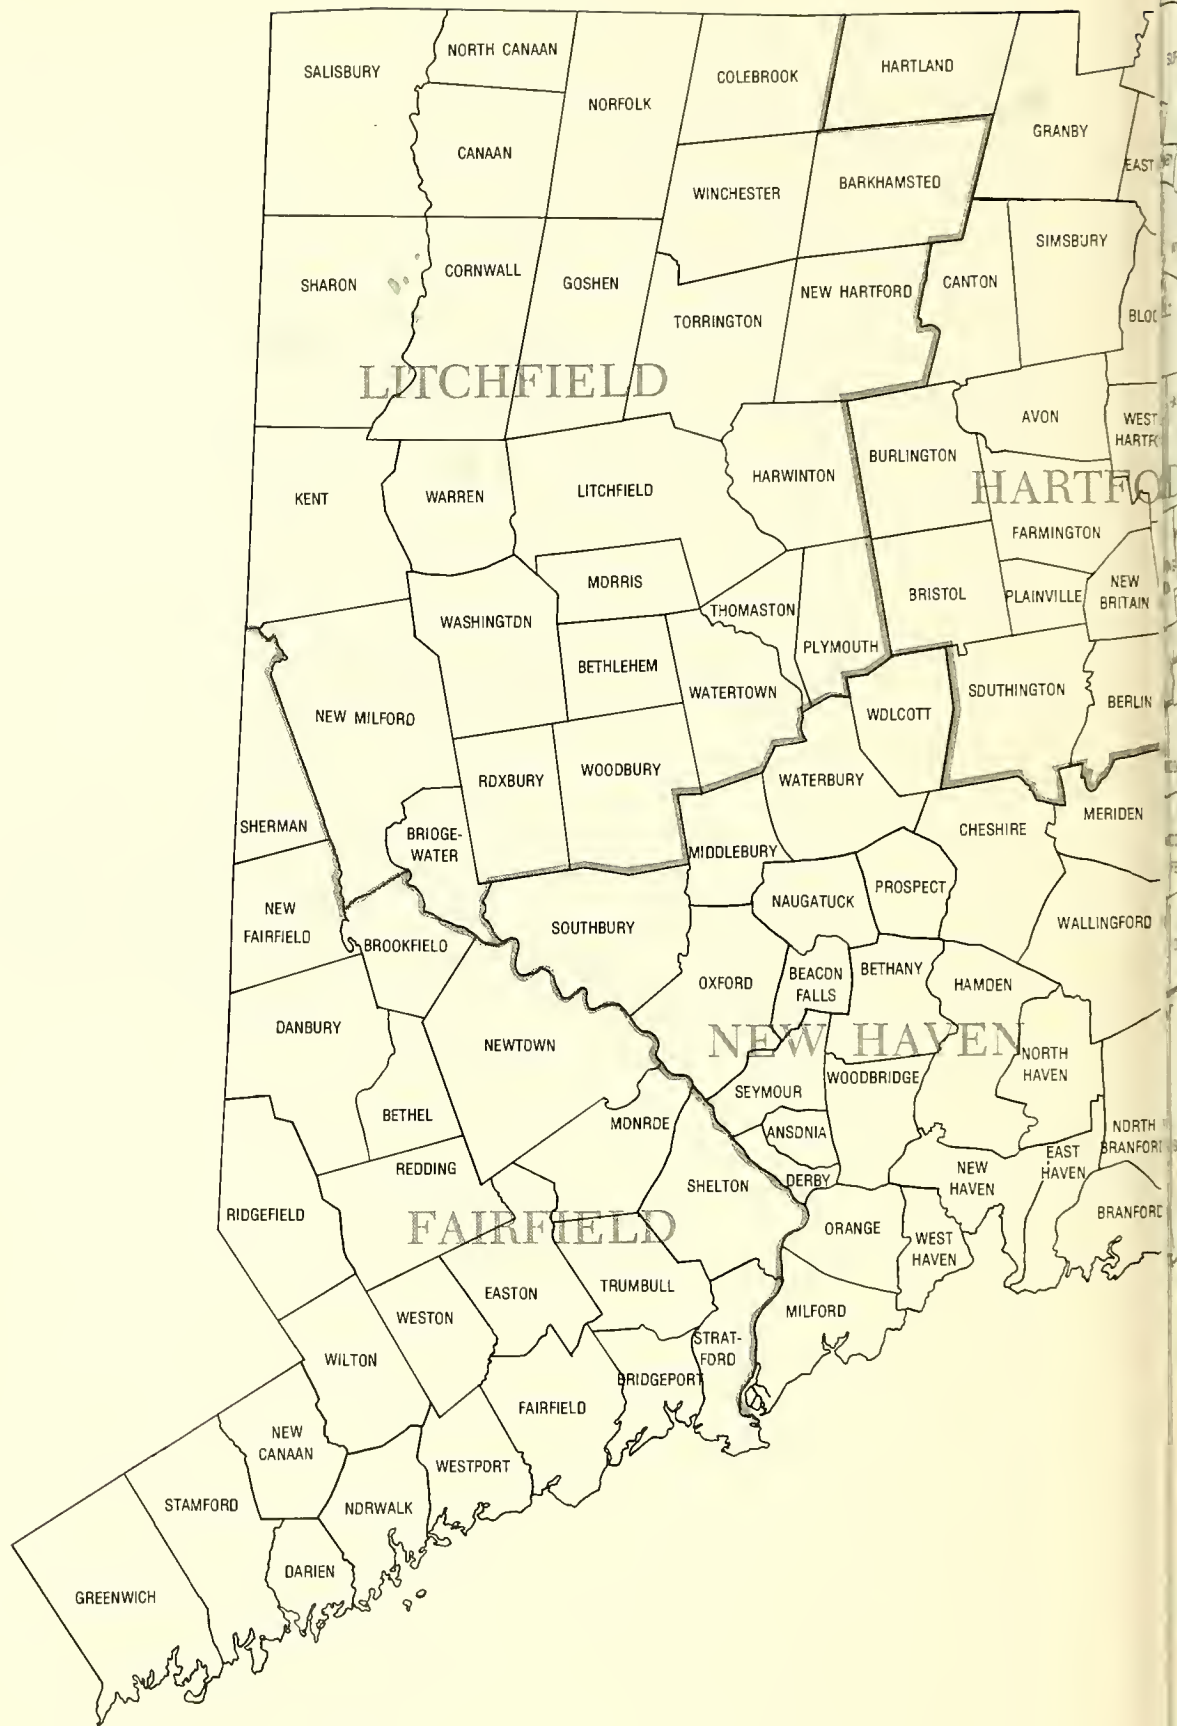 NORTH CANAAN
SALISBURY
COLEBROOK
HARTLAND
NORFOLK
GRANBY
CANAAN
EAST
WINCHESTER
BARKHAMSTED
SIMSBURY
SHARON
CORNWALL
GOSHEN
NEW HARTFORD
CANTON
TORRINGTON
BLO
LITCHFIELD
AVON
WEST
HARTF
BURLINGTON
KENT
WARREN
LITCHFIELD
HARWINTON
HARTFO
FARMINGTON
MORRIS
THOMASTON
BRISTOL
PLAINVILLE
NEW
BRITAIN
WASHINGTON
PLYMOUTH
BETHLEHEM
WATERTOWN
SOUTHINGTON
BERLIN
NEW MILFORD
WOLCOTT
ROXBURY
WOODBURY
WATERBURY
SHERMAN
BRIDGE-
WATER
MIDDLEBURY
CHESHIRE
MERIDEN
NEW
FAIRFIELD
NAUGATUCK
PROSPECT
BROOKFIELD
SOUTHBURY
WALLINGFORD
OXFORD
BEACON
FALLS
BETHANY
HAMDEN
DANBURY
NEWTOWN
NEW HAVEN
NORTH
HAVEN
SEYMOUR
WOODBRIDGE
BETHEL
MONROE
ANSONIA
NORTH
BRANFOR
REDDING
EAST
HAVEN
NEW
HAVEN
SHELTON
DERBY
RIDGEFIELD
FAIRFIELD
ORANGE
WEST
HAVEN
BRANFORD
EASTON
TRUMBULL
WESTON
MILFORD
WILTON
STRAT-
FORD
BRIDGEPORT
FAIRFIELD
NEW
CANAAN
WESTPORT
STAMFORD
NORWALK
DARIEN
GREENWICH